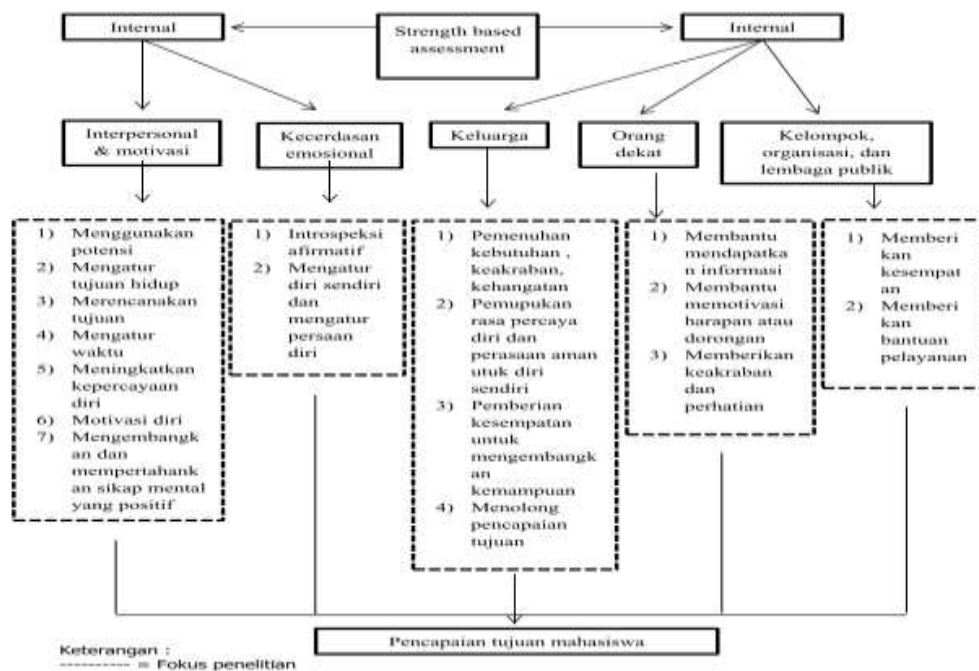 Internal
Strength based
assessment
Internal
Interpersonal
& motivasi
Kecerdasan
emosional
Keluarga
Orang
dekat
Kelompok,
organisasi, dan
lembaga publik
1) Menggunakan
potensi
2) Mengatur
tujuan hidup
3) Merencanakan
tujuan
4) Mengatur
waktu
5) Meningkatkan
kepercayaan
diri
6) Motivasi diri
7) Mengembangk
an dan
mempertahank
an sikap mental
yang positif
1) Introspeksi
afirmatif
2) Mengatur
diri sendiri
dan
mengatur
persaan
diri
1) Pemenuhan
kebutuhan ,
keakraban,
kehangatan
2) Pemupukan
rasa percaya
diri dan
perasaan aman
utuk diri
sendiri
3) Pemberian
kesempatan
untuk
mengembangk
an
kemampuan
4) Menolong
pencapaian
tujuan
1) Membantu
mendapatka
n informasi
2) Membantu
memotivasi
harapan atau
dorongan
3) Memberikan
keakraban
dan
perhatian
1) Memberi
kan
kesempat
an
2) Memberi
kan
bantuan
pelayanan
Pencapaian tujuan mahasiswa
Keterangan :
---------- = Fokus penelitian